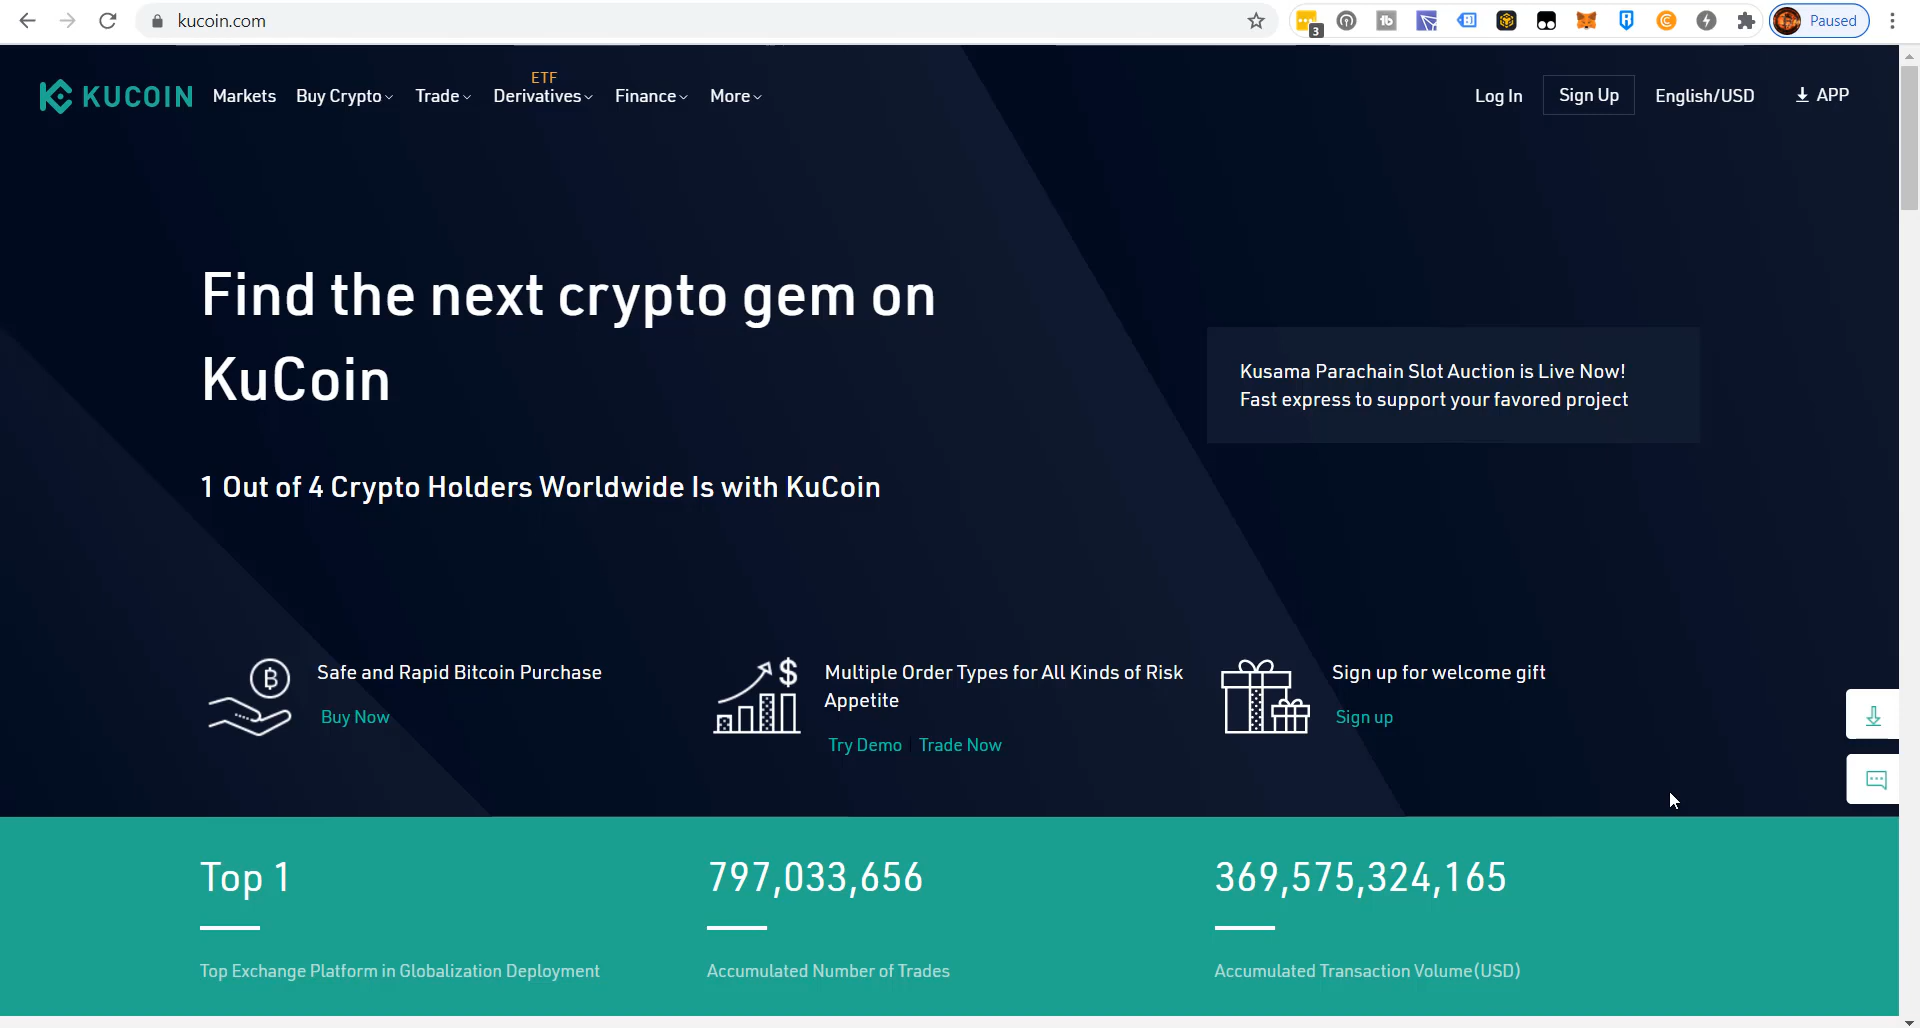 kucoin.com
3
Paused
ETF
KUCOIN Markets Buy Crypto Trade Derivatives Finance More Log In Sign Up English/USD APP
Find the next crypto gem on
KuCoin
Kusama Parachain Slot Auction is Live Now!
Fast express to support your favored project
1 Out of 4 Crypto Holders Worldwide Is with KuCoin
Safe and Rapid Bitcoin Purchase
Buy Now
Multiple Order Types for All Kinds of Risk
Appetite
Try Demo Trade Now
Sign up for welcome gift
Sign up
Top 1
Top Exchange Platform in Globalization Deployment
797,033,656
Accumulated Number of Trades
369,575,324,165
Accumulated Transaction Volume(USD)